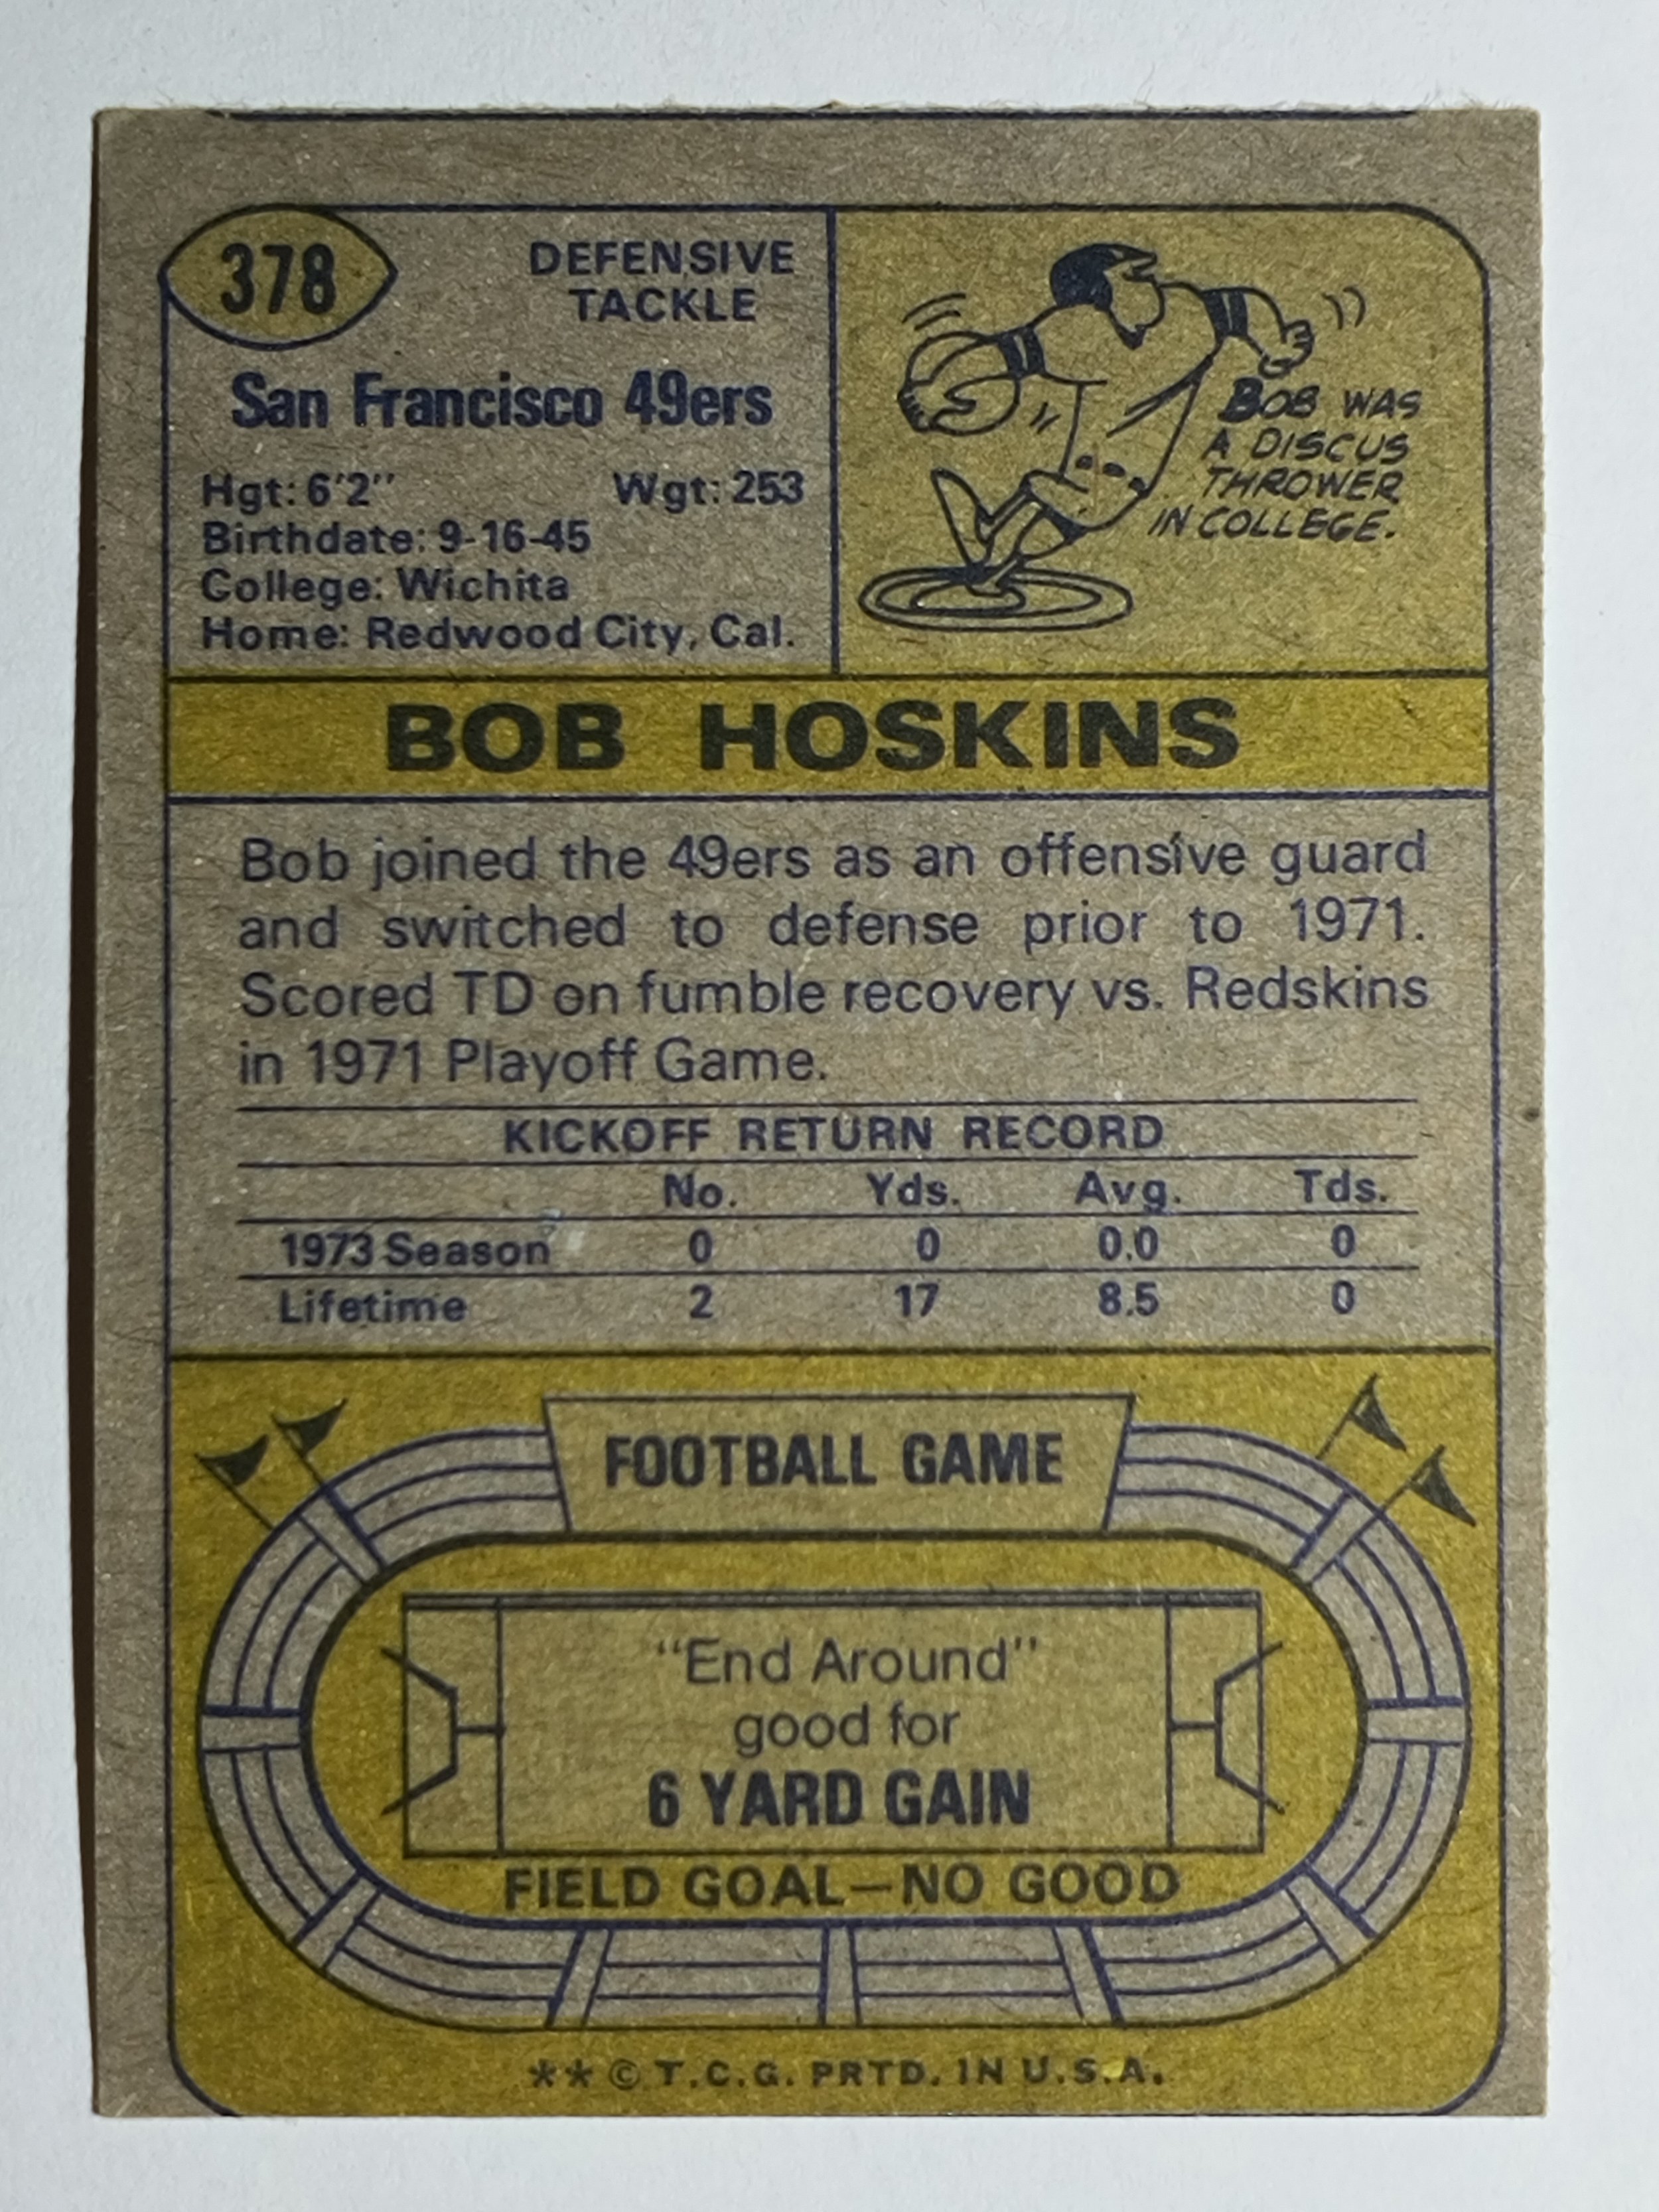 378
DEFENSIVE
TACKLE
San Francisco 49ers
Hgt: 6'2" Wgt: 253
Birthdate: 9-16-45
College: Wichita
Home: Redwood City, Cal.
BOB WAS
A DISCUS
THROWER
IN COLLEGE.
BOB HOSKINS
Bob joined the 49ers as an offensive guard
and switched to defense prior to 1971.
Scored TD on fumble recovery vs. Redskins
in 1971 Playoff Game.
KICKOFF RETURN RECORD
No. Yds. Avg. Tds.
1973 Season 0 0 0.0 0
Lifetime 2 17 8.5 0
FOOTBALL GAME
"End Around"
good for
6 YARD GAIN
FIELD GOAL—NO GOOD
** © T.C.G. PRTD. IN U.S.A.